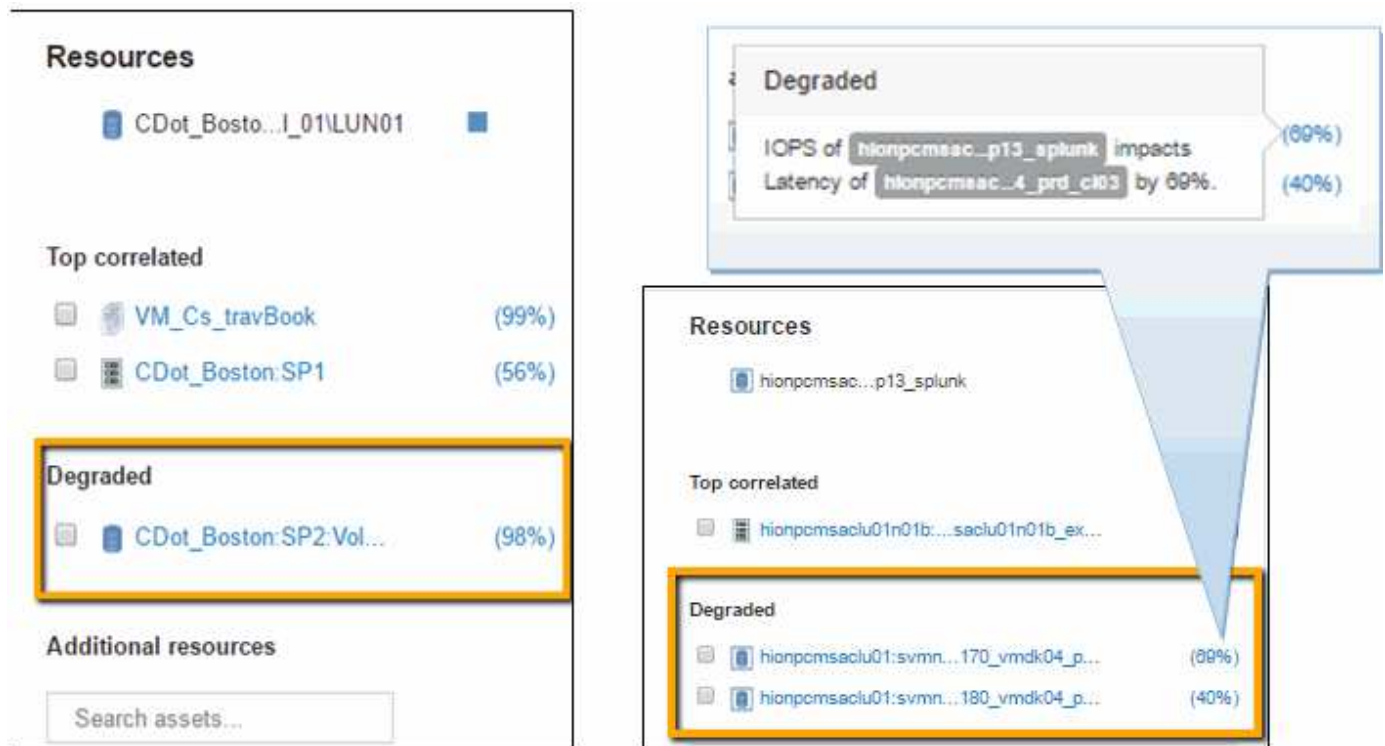 Resources
CDot_Bosto...l_01\LUN01
Top correlated
VM_Cs_travBook (99%)
CDot_Boston:SP1 (56%)
Degraded
CDot_Boston:SP2:Vol... (98%)
Additional resources
Search assets...
Degraded
IOPS of hionpcmsac...p13_splunk impacts
Latency of hionpcmsac...4_prd_cl03 by 69%.
(69%)
(40%)
Resources
hionpcmsac...p13_splunk
Top correlated
hionpcmsaclu01n01b:...saclu01n01b_ex...
Degraded
hionpcmsaclu01:svmn...170_vmdk04_p... (69%)
hionpcmsaclu01:svmn...180_vmdk04_p... (40%)